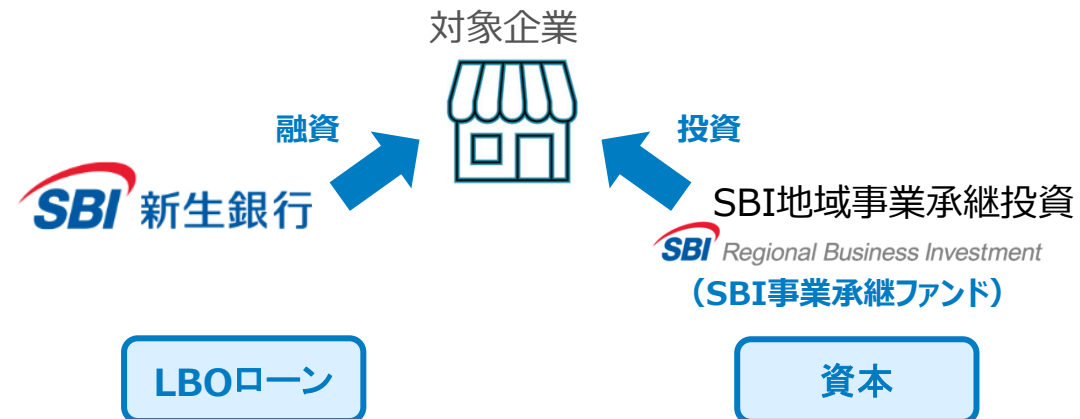 対象企業
融資
投資
SBI新生銀行
SBI地域事業承継投資
SBI Regional Business Investment
（SBI事業承継ファンド）
LBOローン
資本